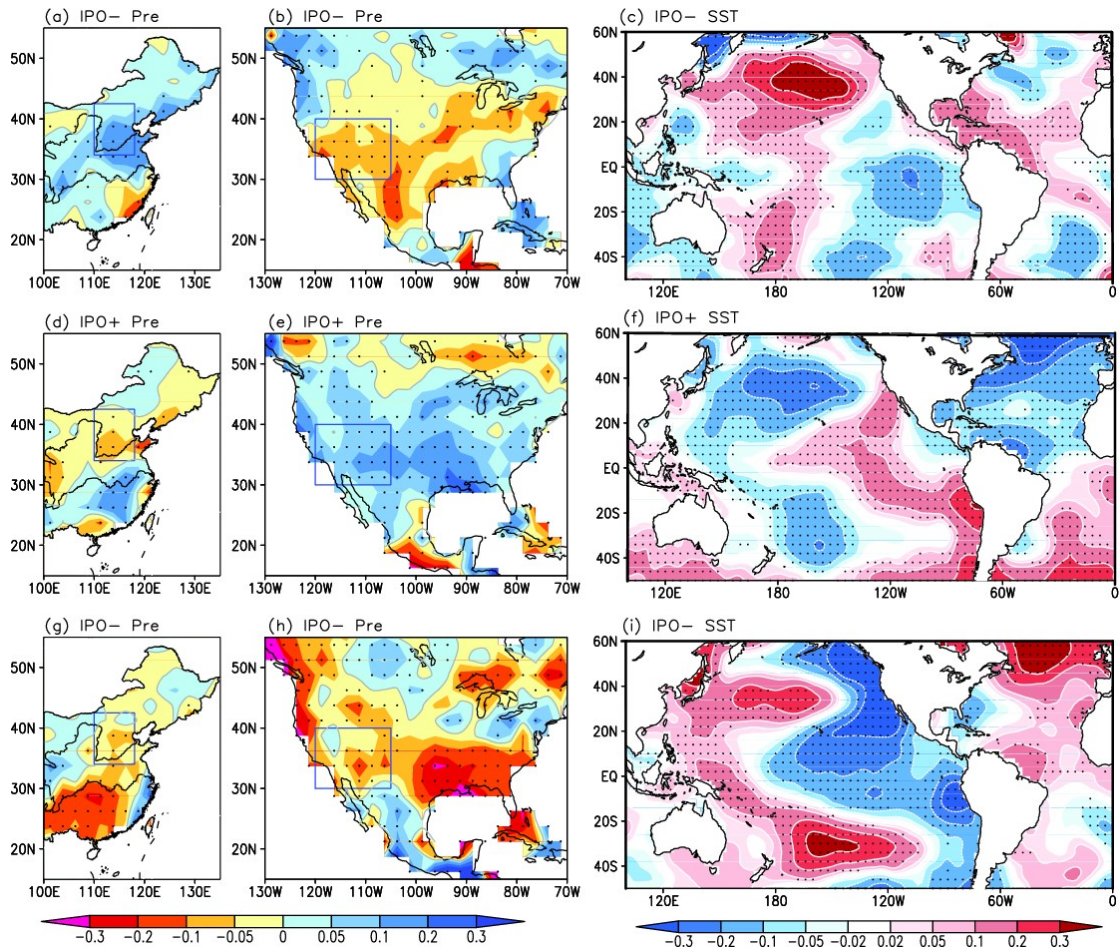 (a) IPO− Pre
(b) IPO− Pre
(c) IPO− SST
50N
40N
30N
20N
100E 110E 120E 130E
50N
40N
30N
20N
130W 120W 110W 100W 90W 80W 70W
60N
40N
20N
EQ
20S
40S
120E 180 120W 60W 0
(d) IPO+ Pre
(e) IPO+ Pre
(f) IPO+ SST
50N
40N
30N
20N
100E 110E 120E 130E
50N
40N
30N
20N
130W 120W 110W 100W 90W 80W 70W
60N
40N
20N
EQ
20S
40S
120E 180 120W 60W 0
(g) IPO− Pre
(h) IPO− Pre
(i) IPO− SST
50N
40N
30N
20N
100E 110E 120E 130E
50N
40N
30N
20N
130W 120W 110W 100W 90W 80W 70W
60N
40N
20N
EQ
20S
40S
120E 180 120W 60W 0
−0.3 −0.2 −0.1 −0.05 0 0.05 0.1 0.2 0.3
−0.3 −0.2 −0.1 −0.05 −0.02 0.02 0.05 0.1 0.2 0.3